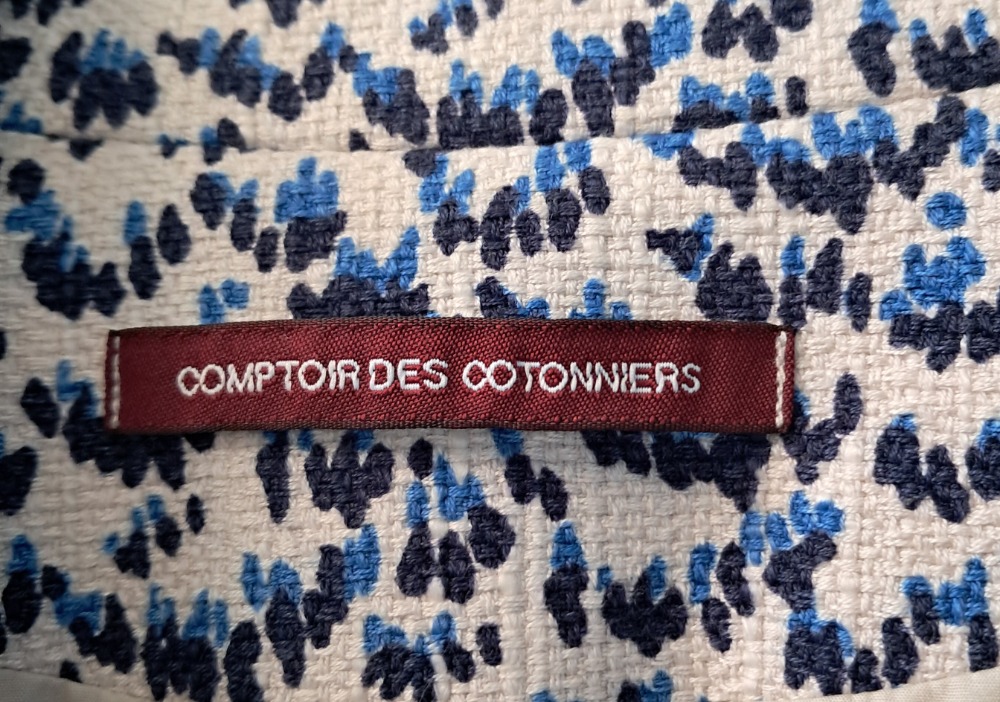 COMPTOIR DES COTONNIERS